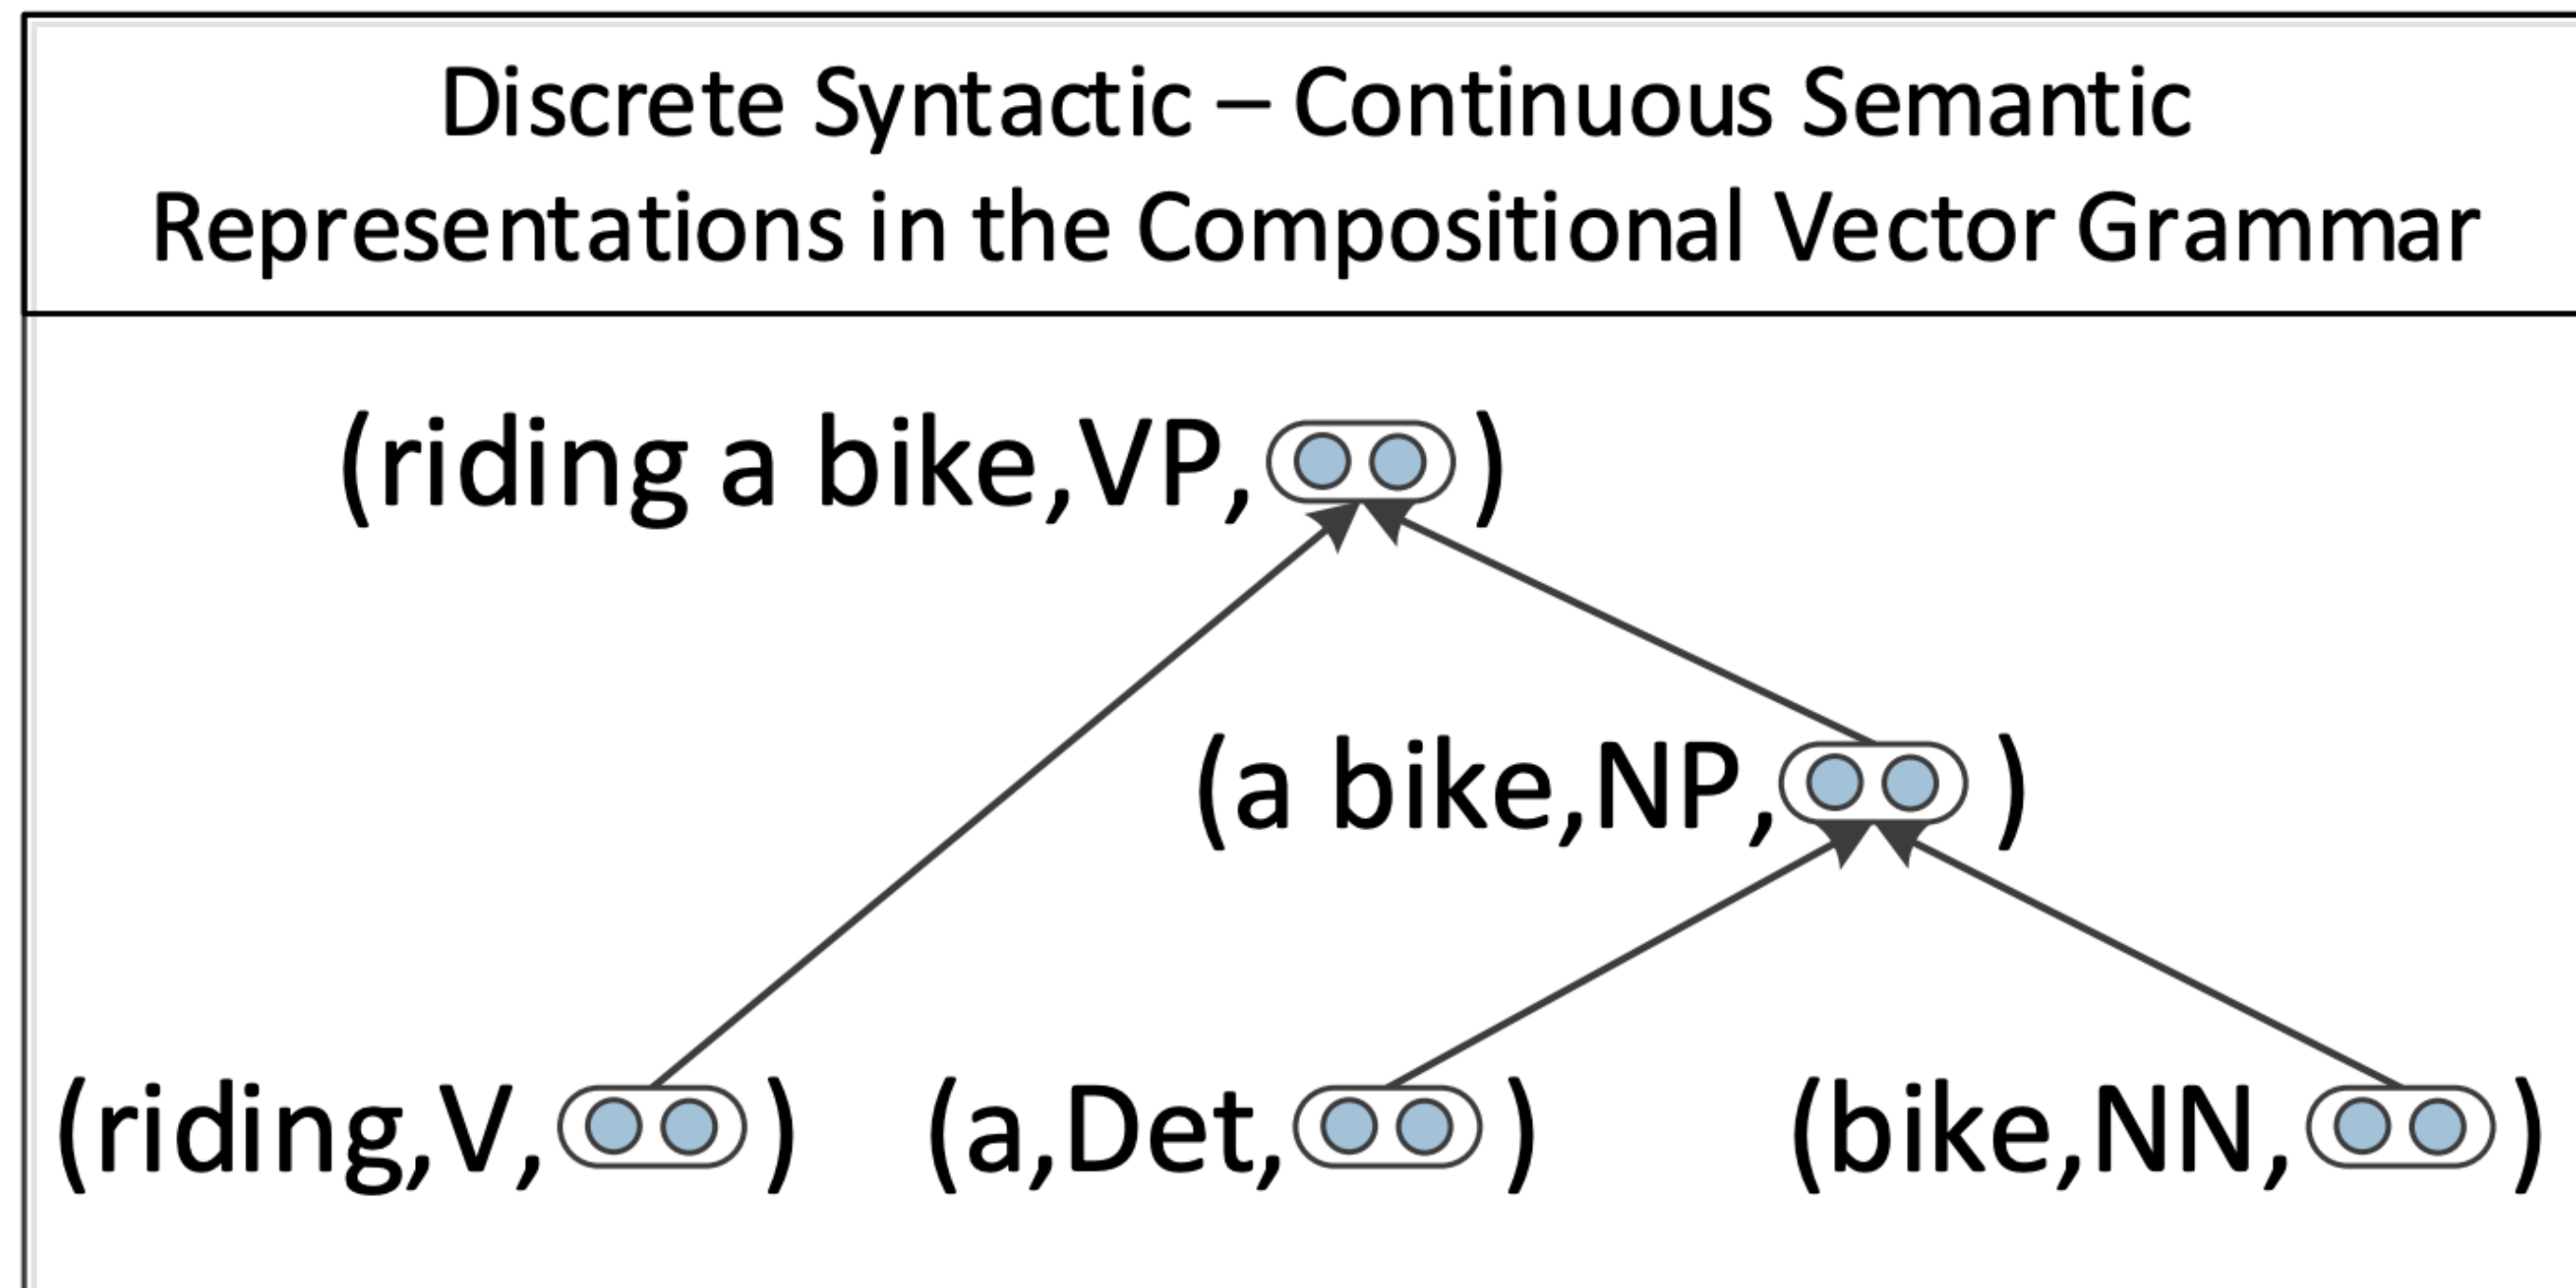 Discrete Syntactic – Continuous Semantic
Representations in the Compositional Vector Grammar
(riding a bike,VP, )
(a bike,NP, )
(riding,V, ) (a,Det, ) (bike,NN, )